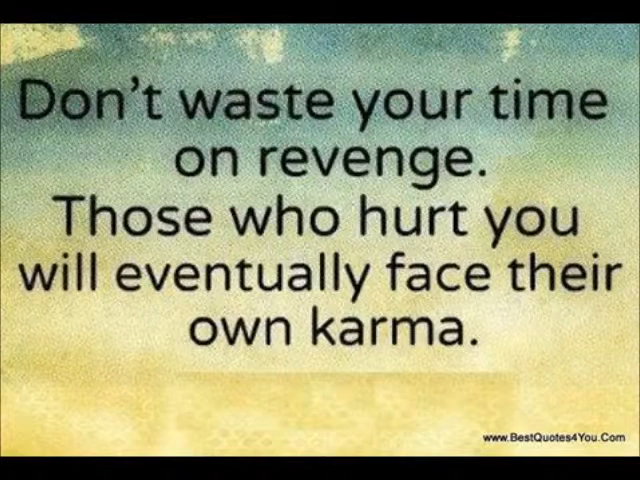 Don't waste your time
on revenge.
Those who hurt you
will eventually face their
own karma.
www.BestQuotes4You.Com